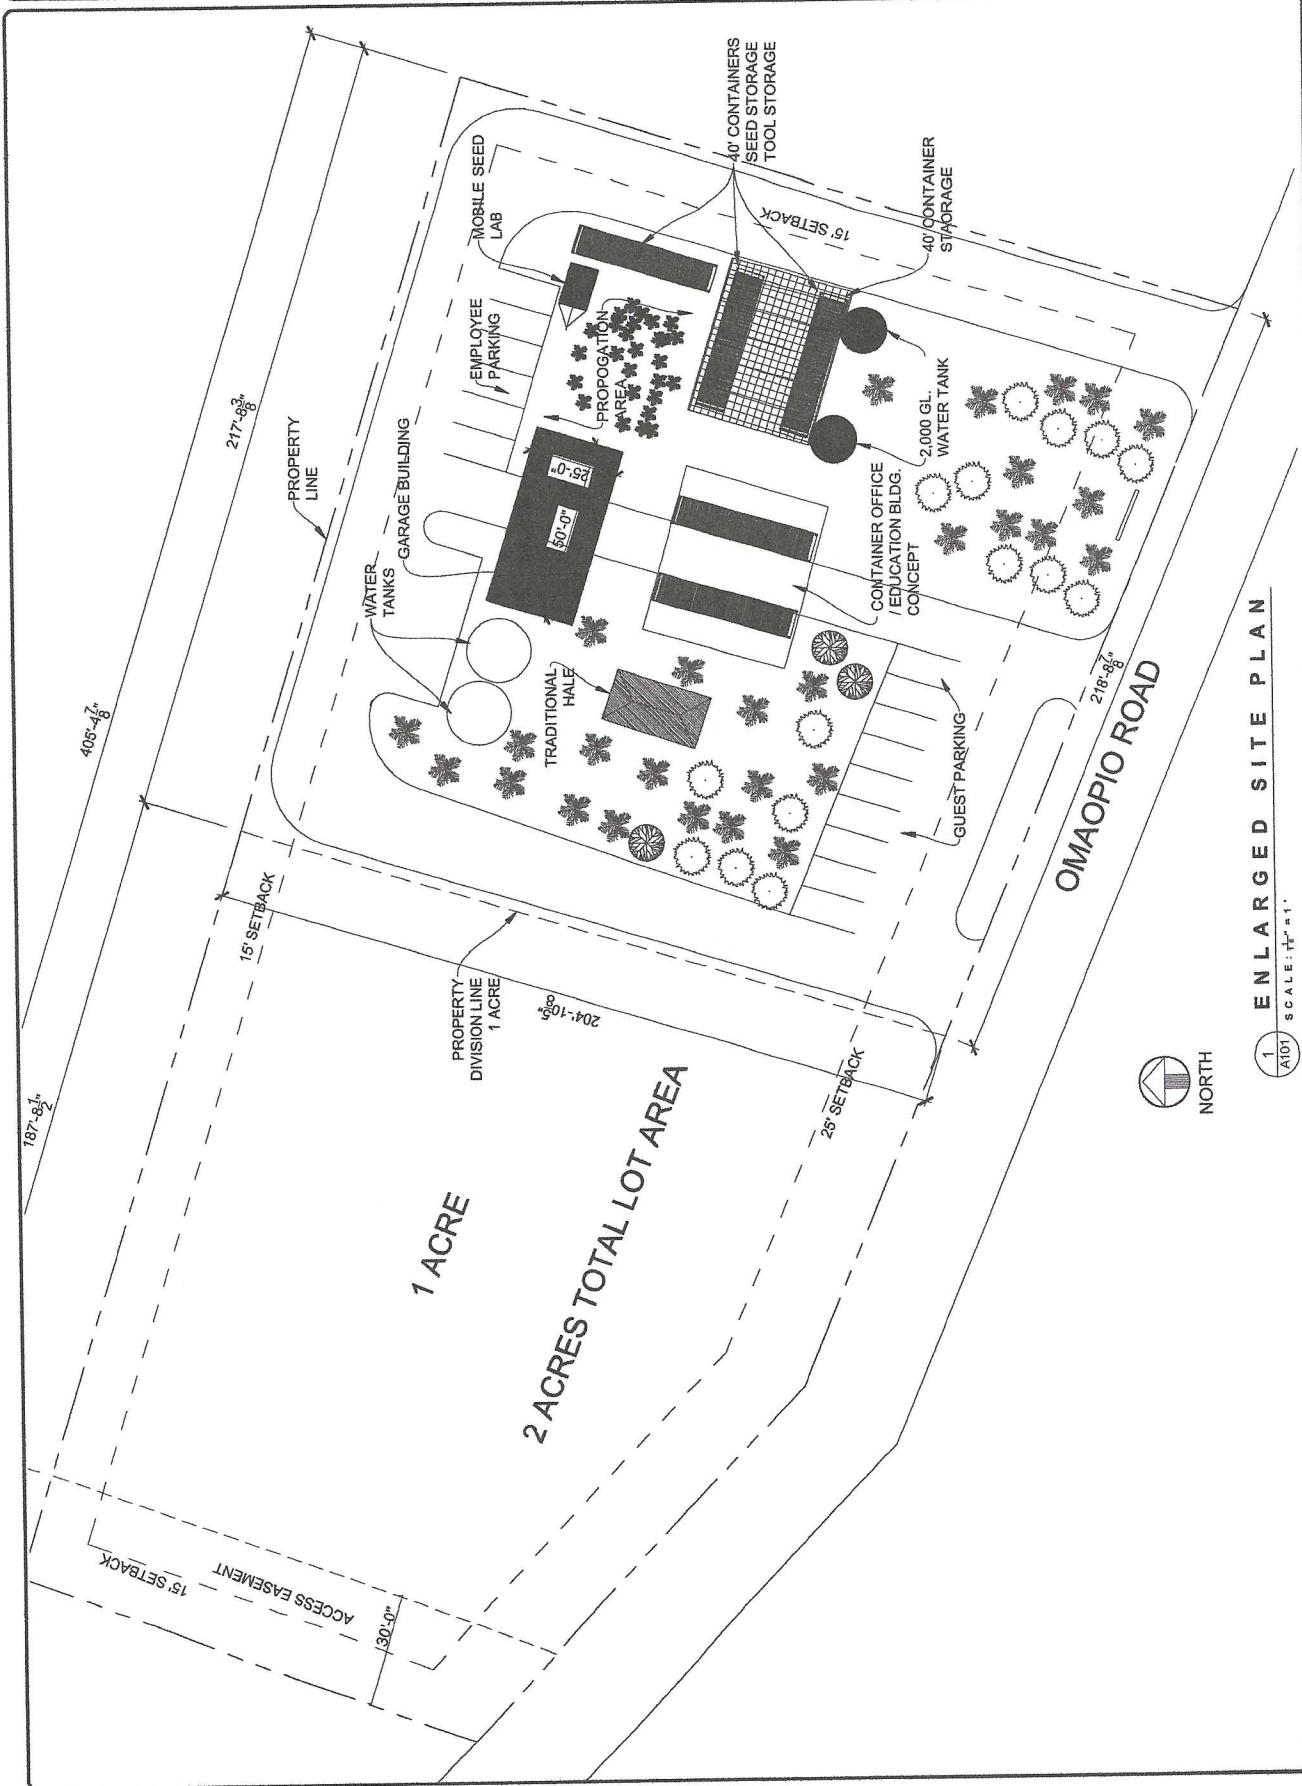 405'-4 7/8"
187'-8 1/2"
217'-8 3/8"
PROPERTY
LINE
WATER
TANKS
GARAGE BUILDING
EMPLOYEE
PARKING
MOBILE SEED
LAB
40' CONTAINERS
SEED STORAGE
TOOL STORAGE
15' SETBACK
PROPOGATION
AREA
25'-0"
50'-0"
40' CONTAINER
STAORAGE
2,000 GL.
WATER TANK
CONTAINER OFFICE
/ EDUCATION BLDG.
CONCEPT
TRADITIONAL
HALE
GUEST PARKING
15' SETBACK
PROPERTY
DIVISION LINE
1 ACRE
204'-10 5/8"
25' SETBACK
218'-8 7/8"
OMAOPIO ROAD
1 ACRE
2 ACRES TOTAL LOT AREA
15' SETBACK
ACCESS EASEMENT
30'-0"
NORTH
1
A101
ENLARGED SITE PLAN
SCALE: 1/16" = 1'